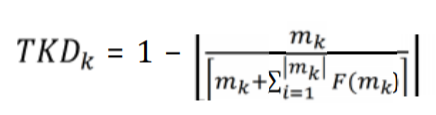 TKD_k = 1 − |m_k / [m_k + Σ_{i=1}^{|m_k|} F(m_k)]|